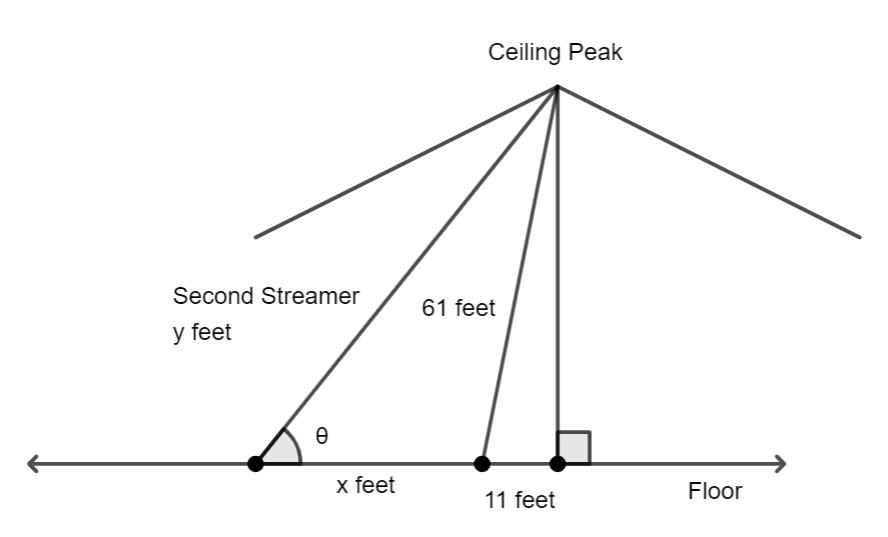 Ceiling Peak
Second Streamer
y feet
61 feet
θ
x feet
11 feet
Floor